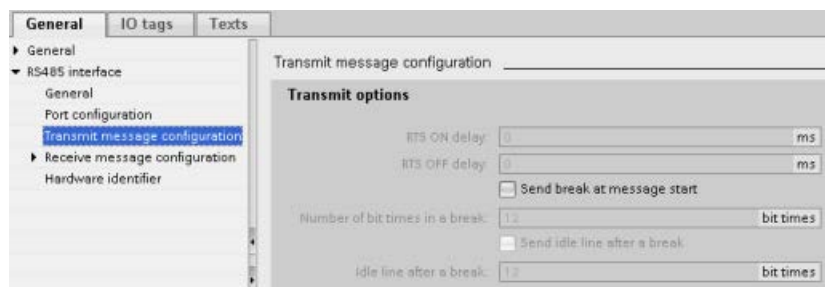 General IO tags Texts
General
RS485 interface
General
Port configuration
Transmit message configuration
Receive message configuration
Hardware identifier
Transmit message configuration
Transmit options
RTS ON delay: 0 ms
RTS OFF delay: 0 ms
Send break at message start
Number of bit times in a break: 12 bit times
Send idle line after a break
Idle line after a break: 12 bit times